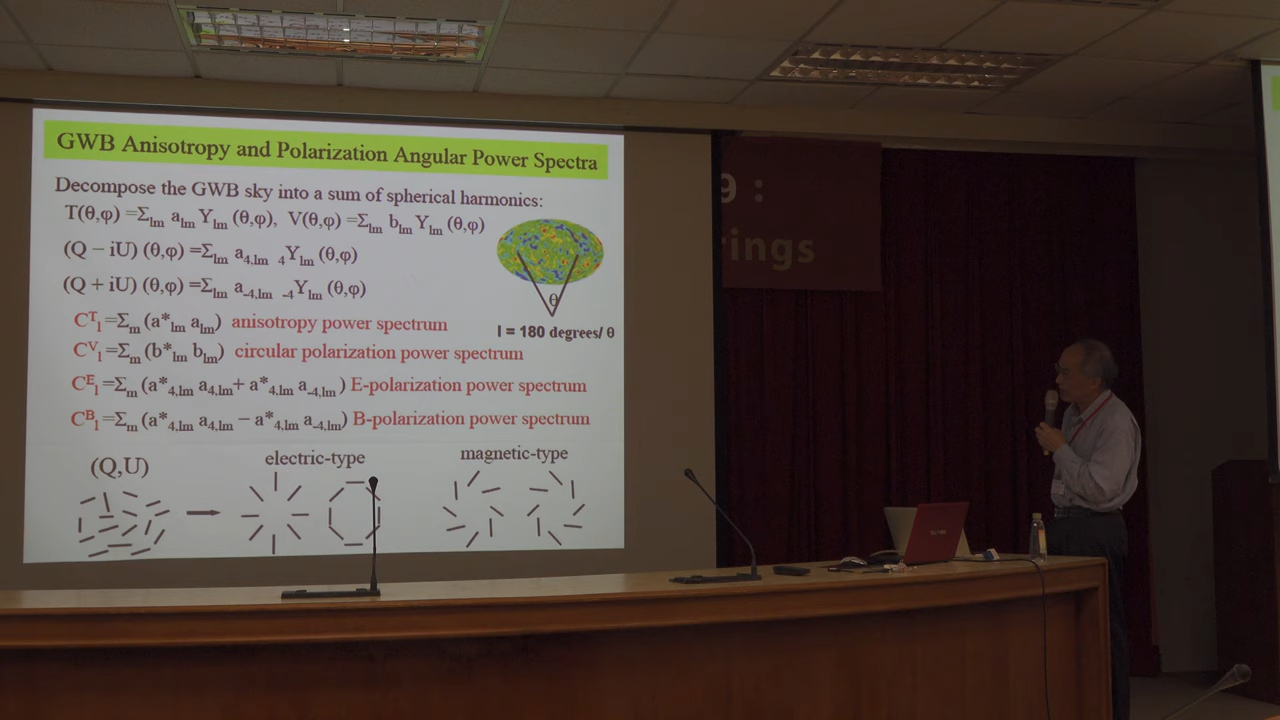 GWB Anisotropy and Polarization Angular Power Spectra
Decompose the GWB sky into a sum of spherical harmonics:
T(θ,φ) =Σlm alm Ylm (θ,φ), V(θ,φ) =Σlm blm Ylm (θ,φ)
(Q − iU) (θ,φ) =Σlm a4,lm 4Ylm (θ,φ)
(Q + iU) (θ,φ) =Σlm a-4,lm -4Ylm (θ,φ)
θ
l = 180 degrees/ θ
CTl =Σm (a*lm alm) anisotropy power spectrum
CVl =Σm (b*lm blm) circular polarization power spectrum
CEl =Σm (a*4,lm a4,lm+ a*4,lm a-4,lm ) E-polarization power spectrum
CBl =Σm (a*4,lm a4,lm − a*4,lm a-4,lm) B-polarization power spectrum
(Q,U)
electric-type
magnetic-type
9 :
rings